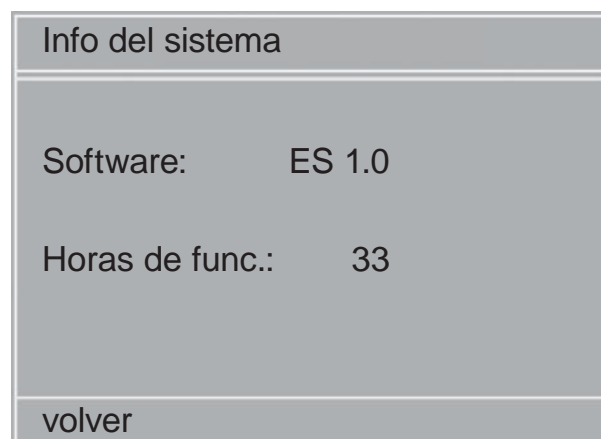 Info del sistema
Software: ES 1.0
Horas de func.: 33
volver